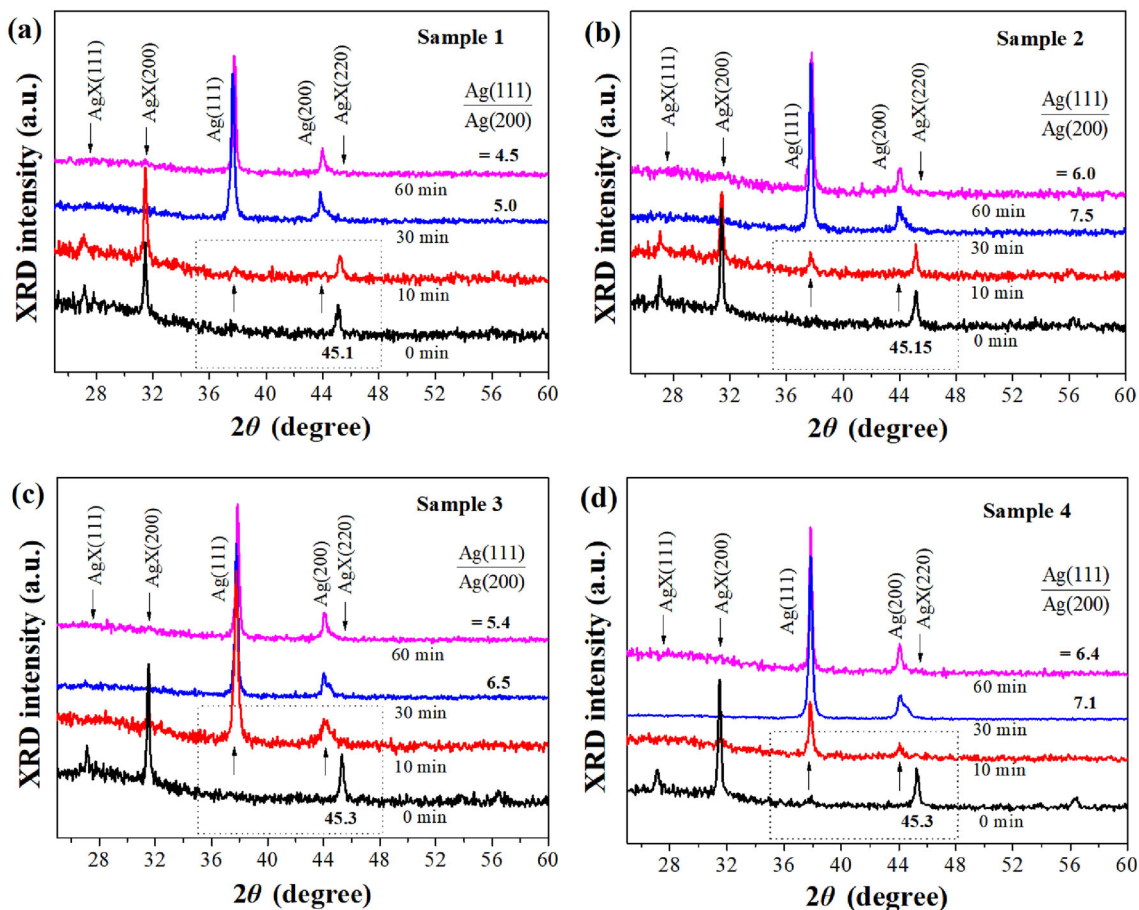 (a)
Sample 1
AgX(111)
AgX(200)
Ag(111)
Ag(200)
AgX(220)
Ag(111)
Ag(200)
= 4.5
60 min
5.0
30 min
10 min
45.1
0 min
XRD intensity (a.u.)
28 32 36 40 44 48 52 56 60
2θ (degree)
(b)
Sample 2
AgX(111)
AgX(200)
Ag(111)
Ag(200)
AgX(220)
Ag(111)
Ag(200)
= 6.0
60 min
7.5
30 min
10 min
45.15
0 min
XRD intensity (a.u.)
28 32 36 40 44 48 52 56 60
2θ (degree)
(c)
Sample 3
AgX(111)
AgX(200)
Ag(111)
Ag(200)
AgX(220)
Ag(111)
Ag(200)
= 5.4
60 min
6.5
30 min
10 min
45.3
0 min
XRD intensity (a.u.)
28 32 36 40 44 48 52 56 60
2θ (degree)
(d)
Sample 4
AgX(111)
AgX(200)
Ag(111)
Ag(200)
AgX(220)
Ag(111)
Ag(200)
= 6.4
60 min
7.1
30 min
10 min
45.3
0 min
XRD intensity (a.u.)
28 32 36 40 44 48 52 56 60
2θ (degree)